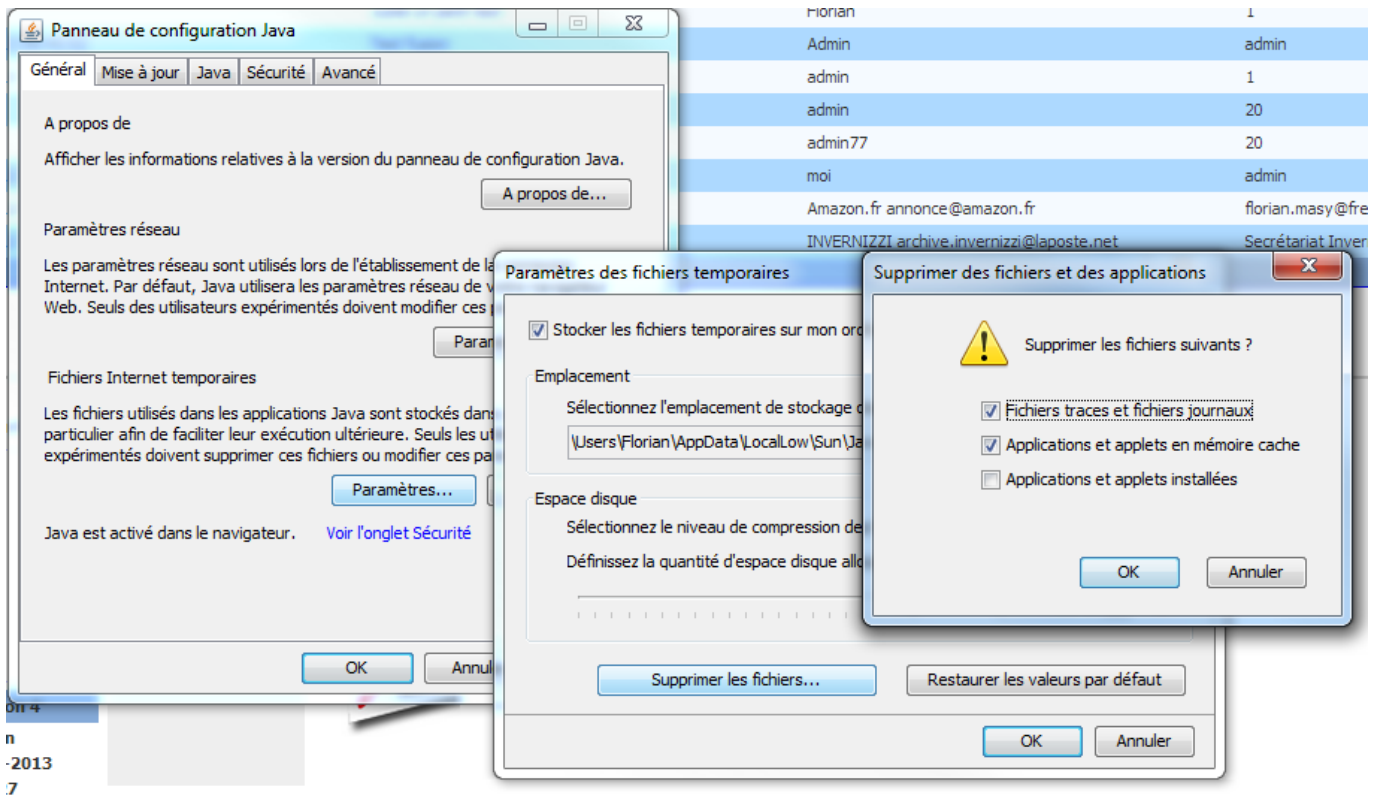 Panneau de configuration Java
Général Mise à jour Java Sécurité Avancé
A propos de
Afficher les informations relatives à la version du panneau de configuration Java.
A propos de...
Paramètres réseau
Les paramètres réseau sont utilisés lors de l'établissement de la
Internet. Par défaut, Java utilisera les paramètres réseau de
Web. Seuls des utilisateurs expérimentés doivent modifier ces
Param
Fichiers Internet temporaires
Les fichiers utilisés dans les applications Java sont stockés dans
particulier afin de faciliter leur exécution ultérieure. Seuls les ut
expérimentés doivent supprimer ces fichiers ou modifier ces pa
Paramètres...
Java est activé dans le navigateur. Voir l'onglet Sécurité
OK Annul
Florian 1
Admin admin
admin 1
admin 20
admin77 20
moi admin
Amazon.fr annonce@amazon.fr florian.masy@fre
INVERNIZZI archive.invernizzi@laposte.net Secrétariat Inver
Paramètres des fichiers temporaires
Stocker les fichiers temporaires sur mon ord
Emplacement
Sélectionnez l'emplacement de stockage d
\Users\Florian\AppData\LocalLow\Sun\Ja
Espace disque
Sélectionnez le niveau de compression de
Définissez la quantité d'espace disque allo
Supprimer les fichiers... Restaurer les valeurs par défaut
OK Annuler
Supprimer des fichiers et des applications
Supprimer les fichiers suivants ?
Fichiers traces et fichiers journaux
Applications et applets en mémoire cache
Applications et applets installées
OK Annuler
on 4
n
-2013
27